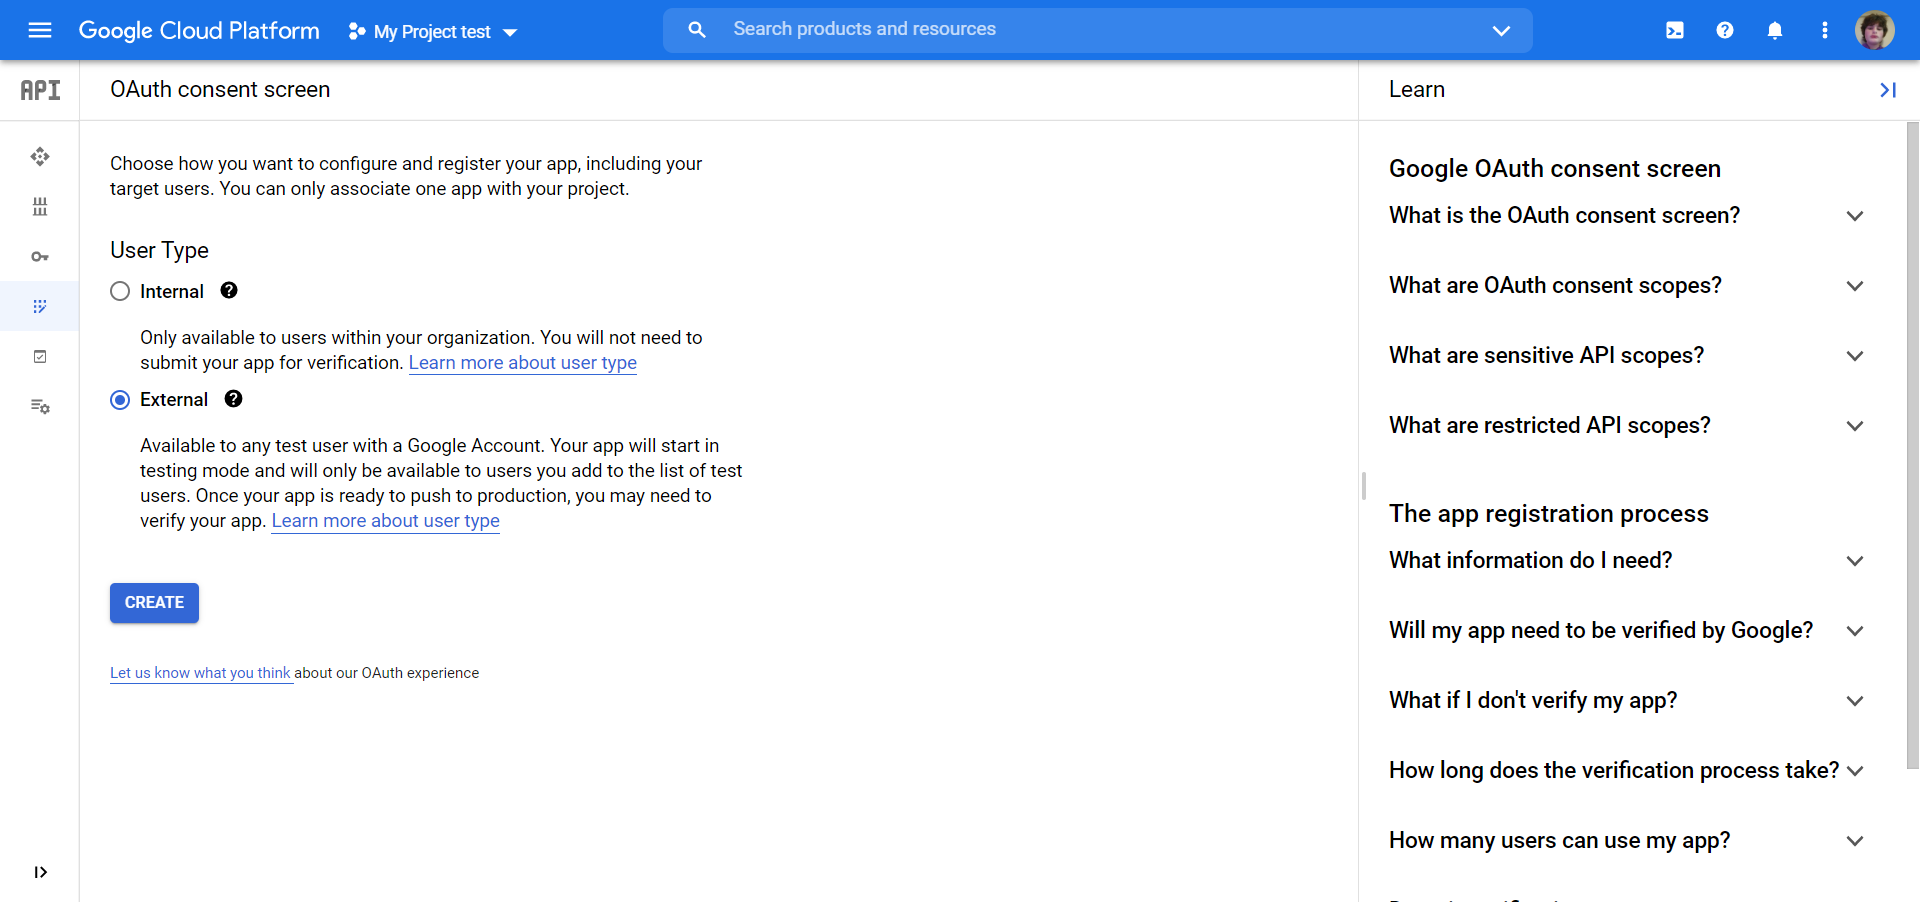 Google Cloud Platform
My Project test
Search products and resources
API
OAuth consent screen
Choose how you want to configure and register your app, including your
target users. You can only associate one app with your project.
User Type
Internal
Only available to users within your organization. You will not need to
submit your app for verification. Learn more about user type
External
Available to any test user with a Google Account. Your app will start in
testing mode and will only be available to users you add to the list of test
users. Once your app is ready to push to production, you may need to
verify your app. Learn more about user type
CREATE
Let us know what you think about our OAuth experience
Learn
Google OAuth consent screen
What is the OAuth consent screen?
What are OAuth consent scopes?
What are sensitive API scopes?
What are restricted API scopes?
The app registration process
What information do I need?
Will my app need to be verified by Google?
What if I don't verify my app?
How long does the verification process take?
How many users can use my app?